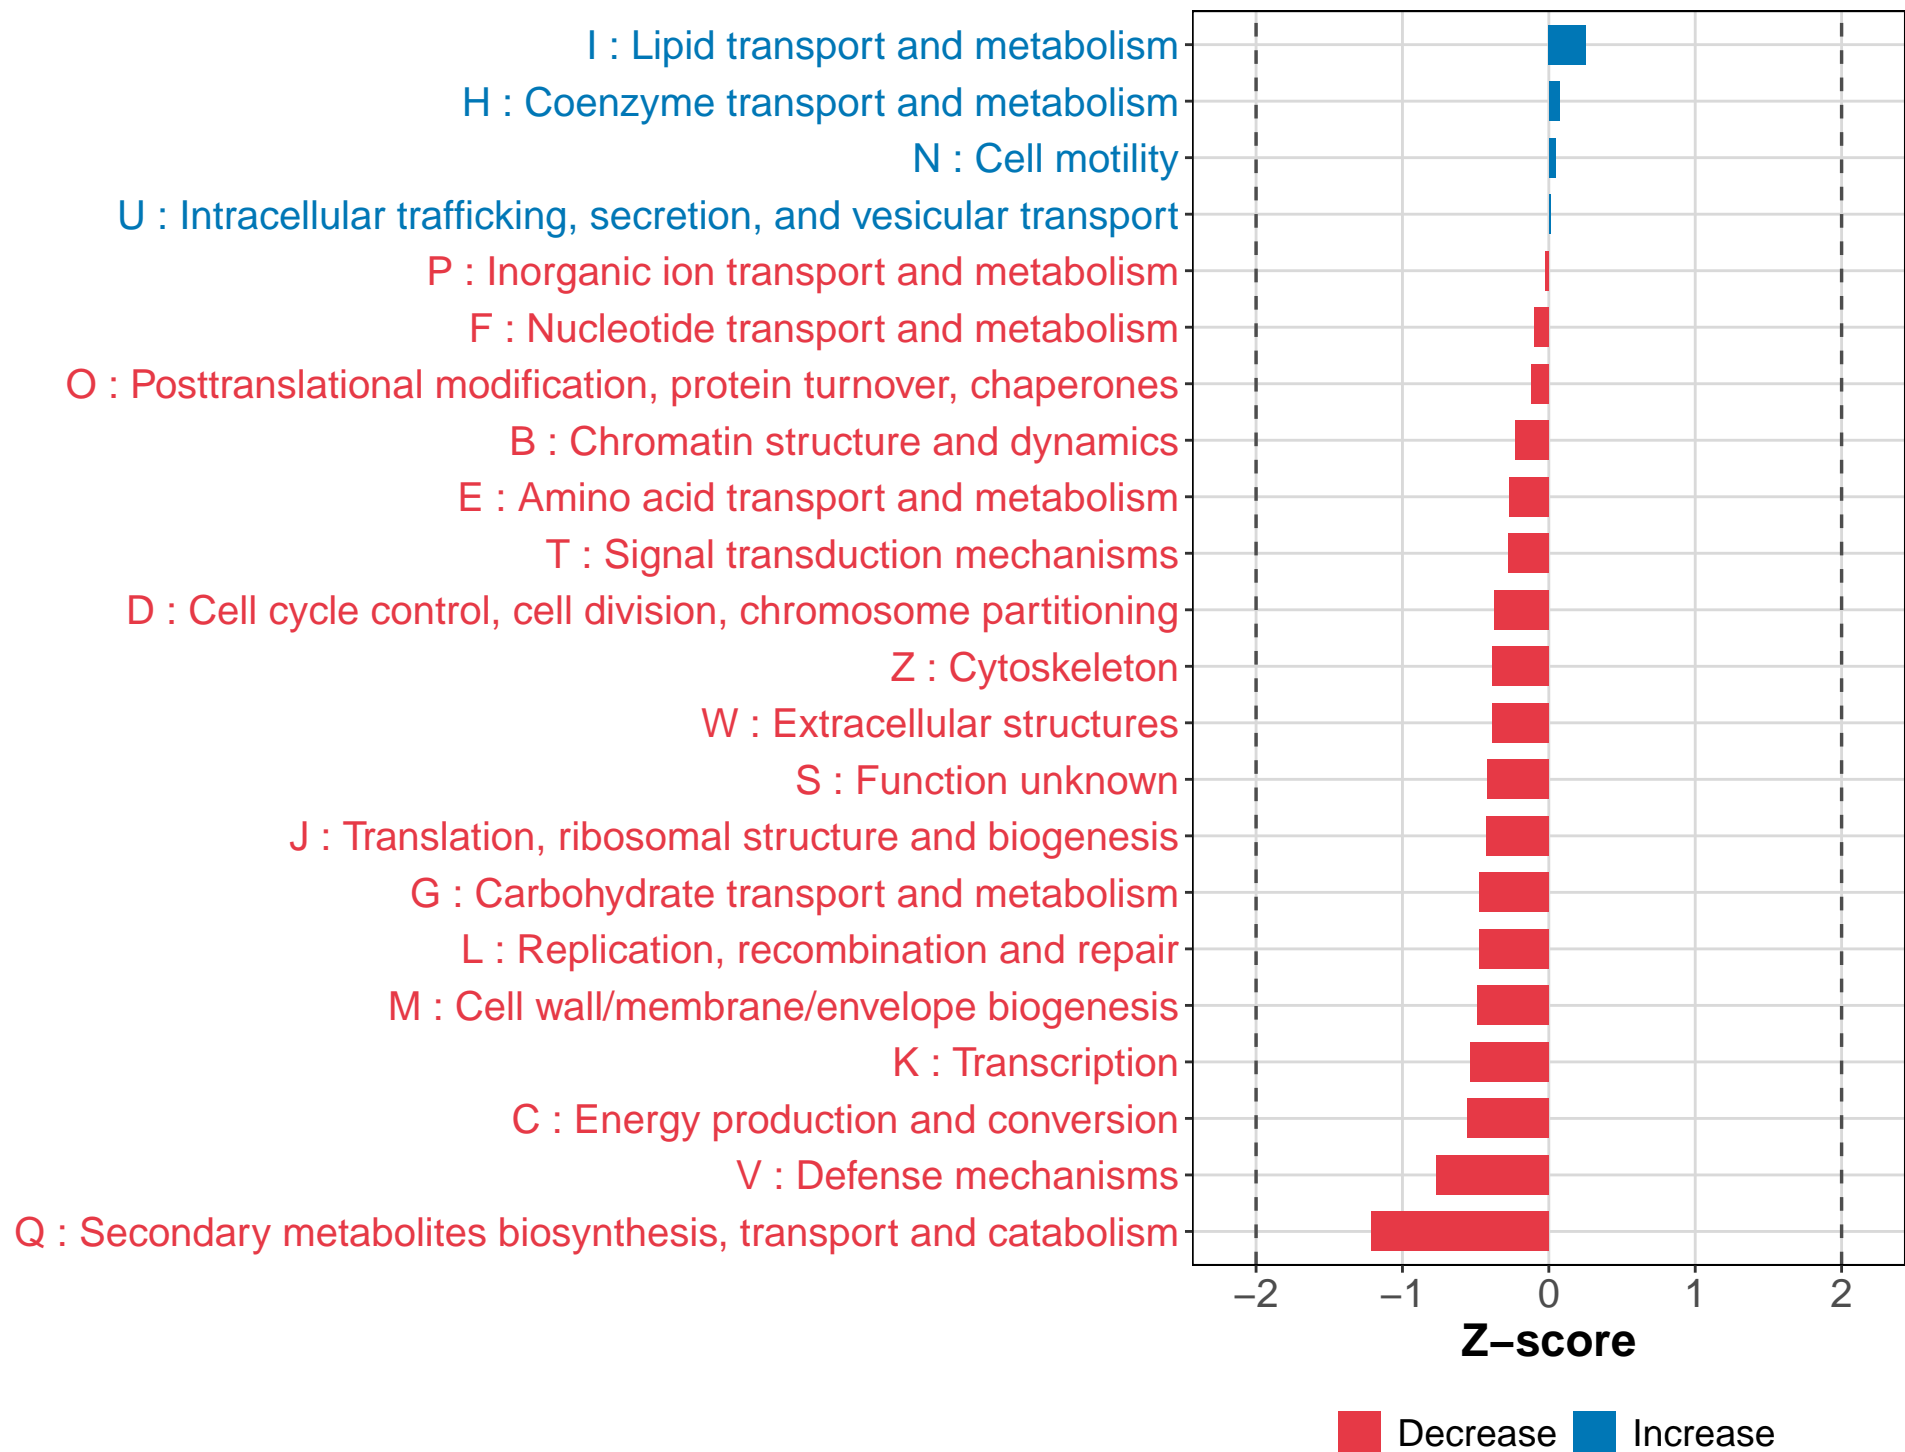 I : Lipid transport and metabolism
H : Coenzyme transport and metabolism
N : Cell motility
U : Intracellular trafficking, secretion, and vesicular transport
P : Inorganic ion transport and metabolism
F : Nucleotide transport and metabolism
O : Posttranslational modification, protein turnover, chaperones
B : Chromatin structure and dynamics
E : Amino acid transport and metabolism
T : Signal transduction mechanisms
D : Cell cycle control, cell division, chromosome partitioning
Z : Cytoskeleton
W : Extracellular structures
S : Function unknown
J : Translation, ribosomal structure and biogenesis
G : Carbohydrate transport and metabolism
L : Replication, recombination and repair
M : Cell wall/membrane/envelope biogenesis
K : Transcription
C : Energy production and conversion
V : Defense mechanisms
Q : Secondary metabolites biosynthesis, transport and catabolism
−2 −1 0 1 2
Z−score
Decrease Increase